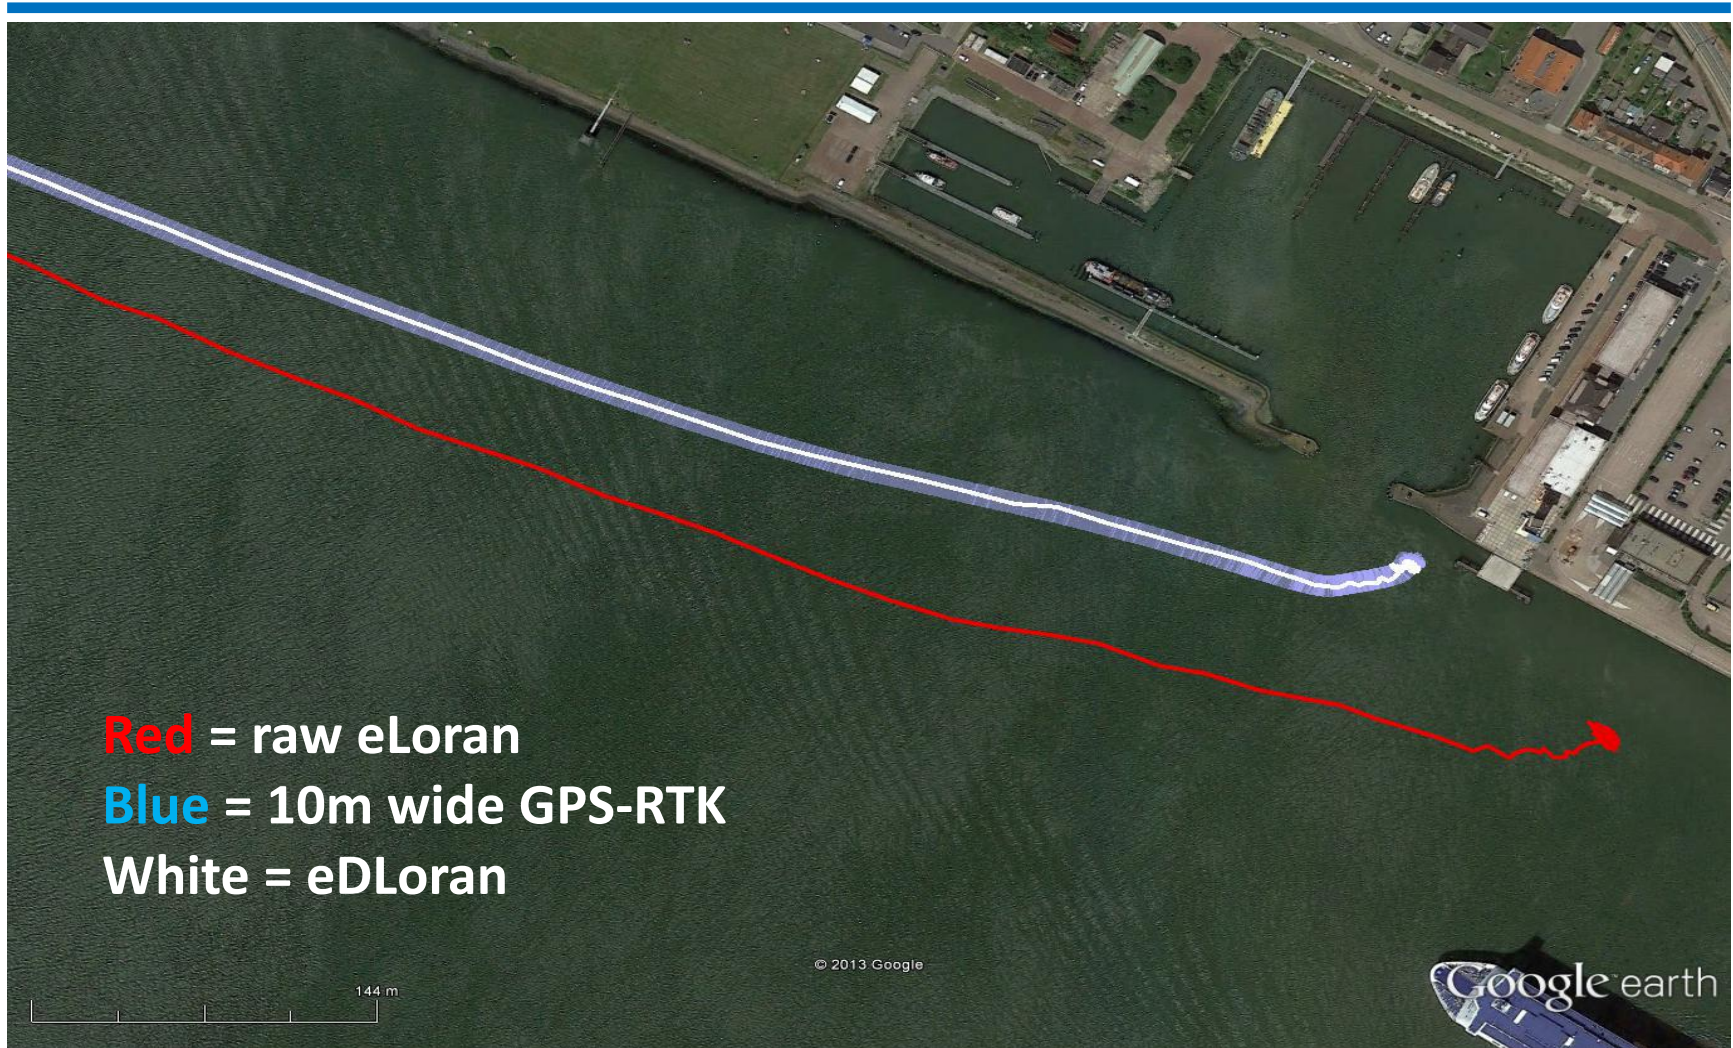 Red = raw eLoran
Blue = 10m wide GPS-RTK
White = eDLoran
© 2013 Google
144 m
Google earth